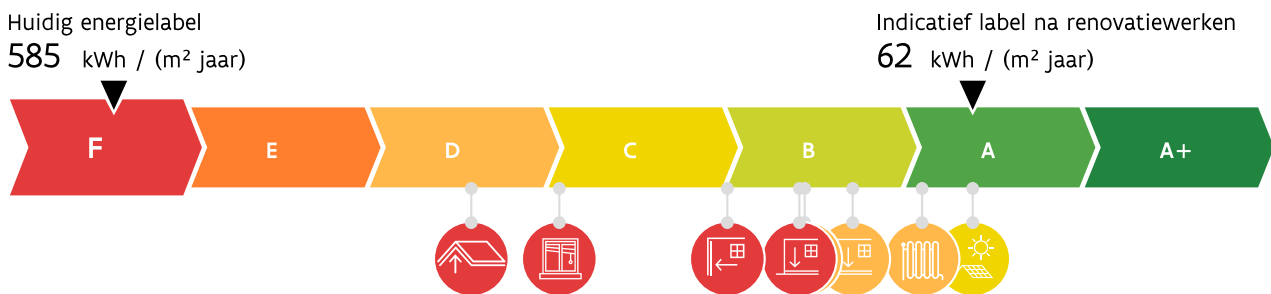 Huidig energielabel
585 kWh / (m² jaar)
Indicatief label na renovatiewerken
62 kWh / (m² jaar)
F E D C B A A+